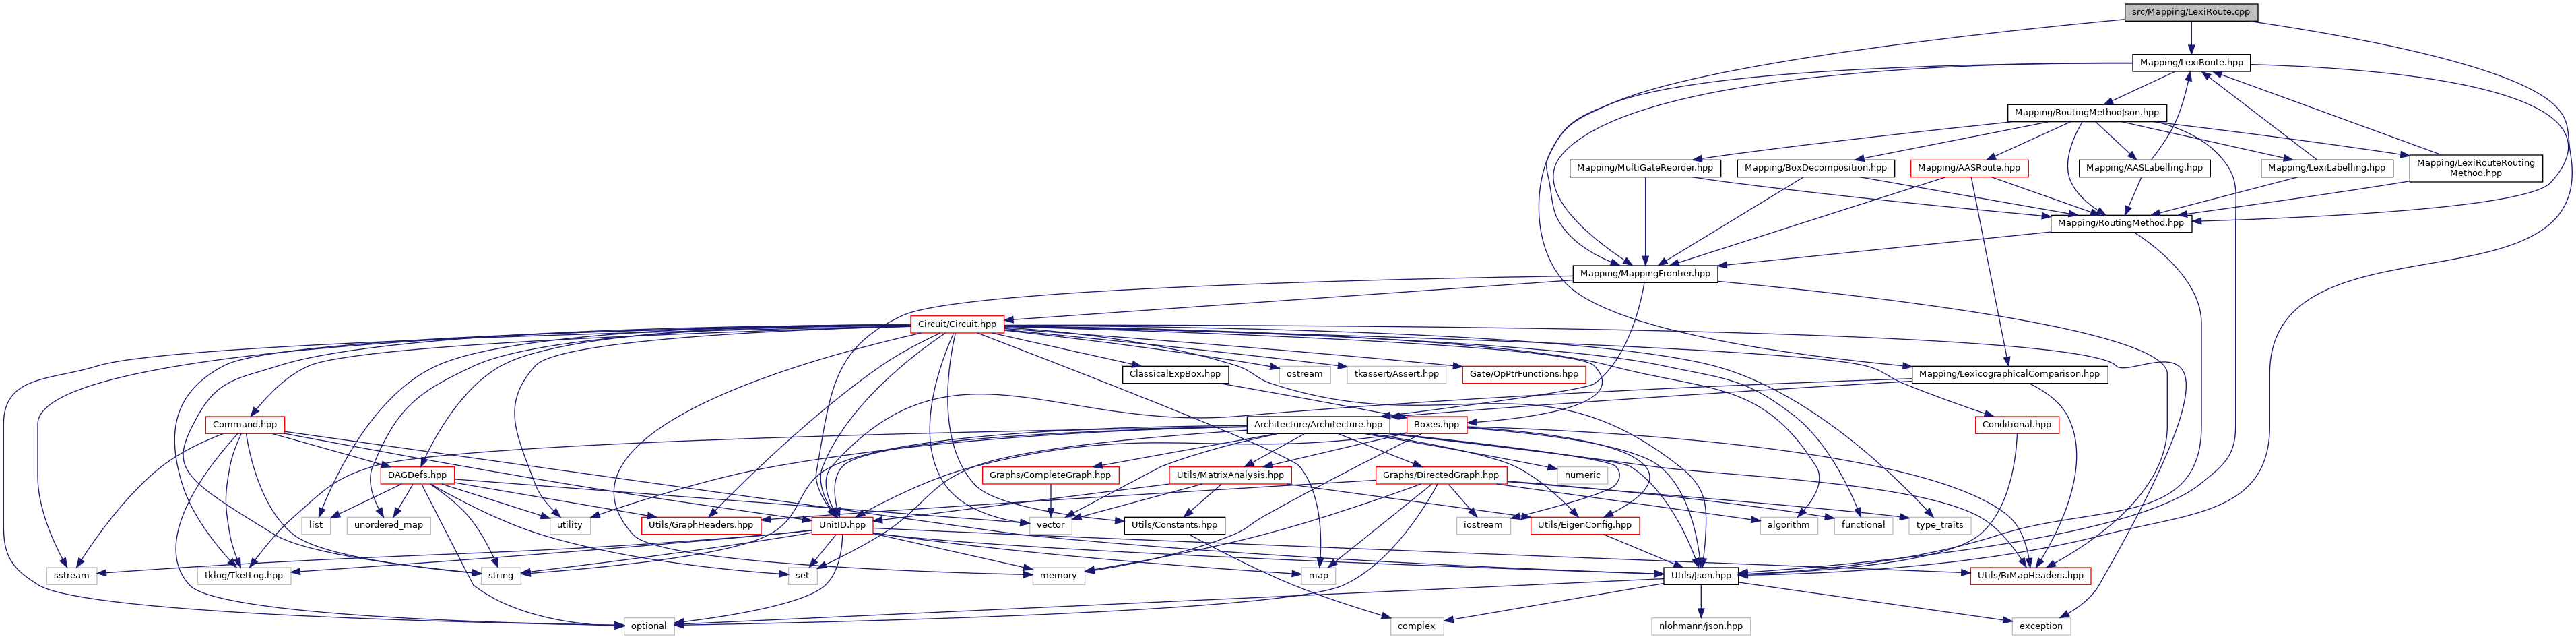 src/Mapping/LexiRoute.cpp
Mapping/LexiRoute.hpp
Mapping/RoutingMethodJson.hpp
Mapping/MultiGateReorder.hpp
Mapping/BoxDecomposition.hpp
Mapping/AASRoute.hpp
Mapping/AASLabelling.hpp
Mapping/LexiLabelling.hpp
Mapping/LexiRouteRouting
Method.hpp
Mapping/RoutingMethod.hpp
Mapping/MappingFrontier.hpp
Circuit/Circuit.hpp
ClassicalExpBox.hpp
ostream
tkassert/Assert.hpp
Gate/OpPtrFunctions.hpp
Mapping/LexicographicalComparison.hpp
Command.hpp
Architecture/Architecture.hpp
Boxes.hpp
Conditional.hpp
DAGDefs.hpp
Graphs/CompleteGraph.hpp
Utils/MatrixAnalysis.hpp
Graphs/DirectedGraph.hpp
numeric
list
unordered_map
utility
Utils/GraphHeaders.hpp
UnitID.hpp
vector
Utils/Constants.hpp
iostream
Utils/EigenConfig.hpp
algorithm
functional
type_traits
sstream
tklog/TketLog.hpp
string
set
memory
map
Utils/Json.hpp
Utils/BiMapHeaders.hpp
optional
complex
nlohmann/json.hpp
exception